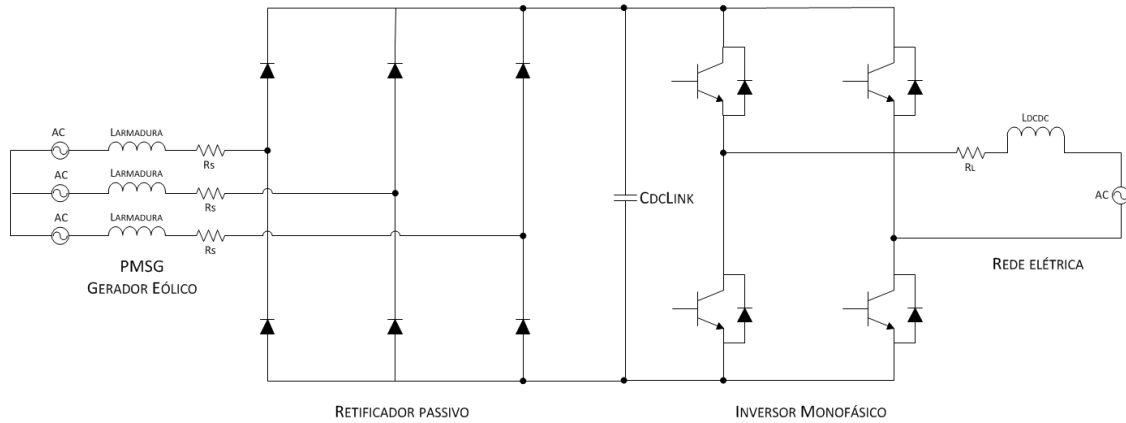 AC
LARMADURA
RS
AC
LARMADURA
RS
AC
LARMADURA
RS
PMSG
GERADOR EÓLICO
CDCLINK
LDCDC
RL
AC
REDE ELÉTRICA
RETIFICADOR PASSIVO
INVERSOR MONOFÁSICO